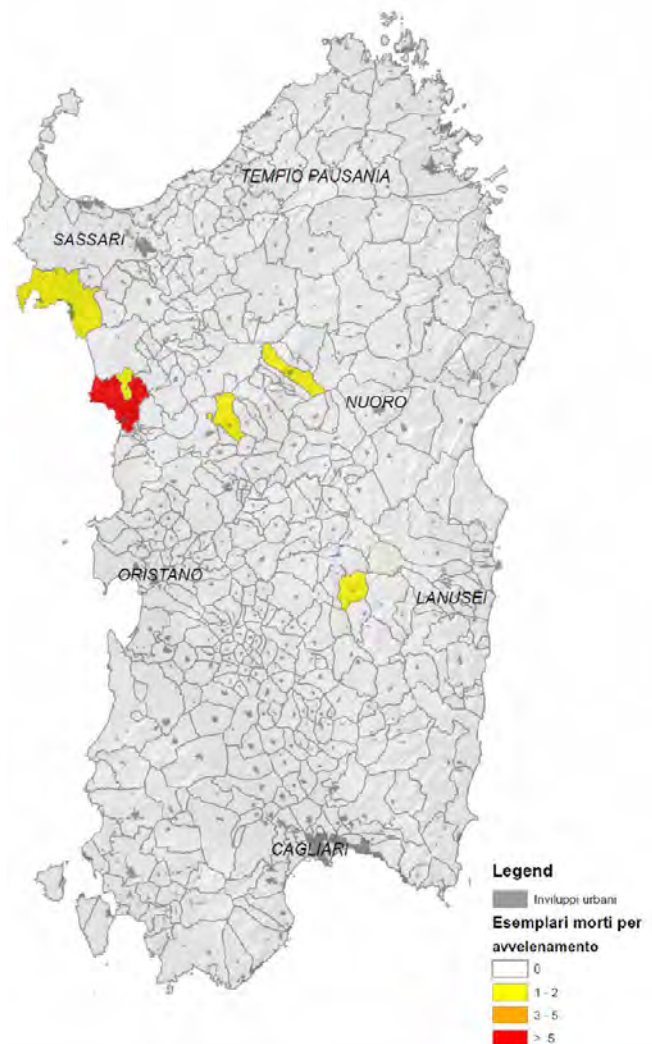 TEMPIO PAUSANIA
SASSARI
NUORO
ORISTANO
LANUSEI
CAGLIARI
Legend
Inviluppi urbani
Esemplari morti per
avvelenamento
0
1 - 2
3 - 5
> 5